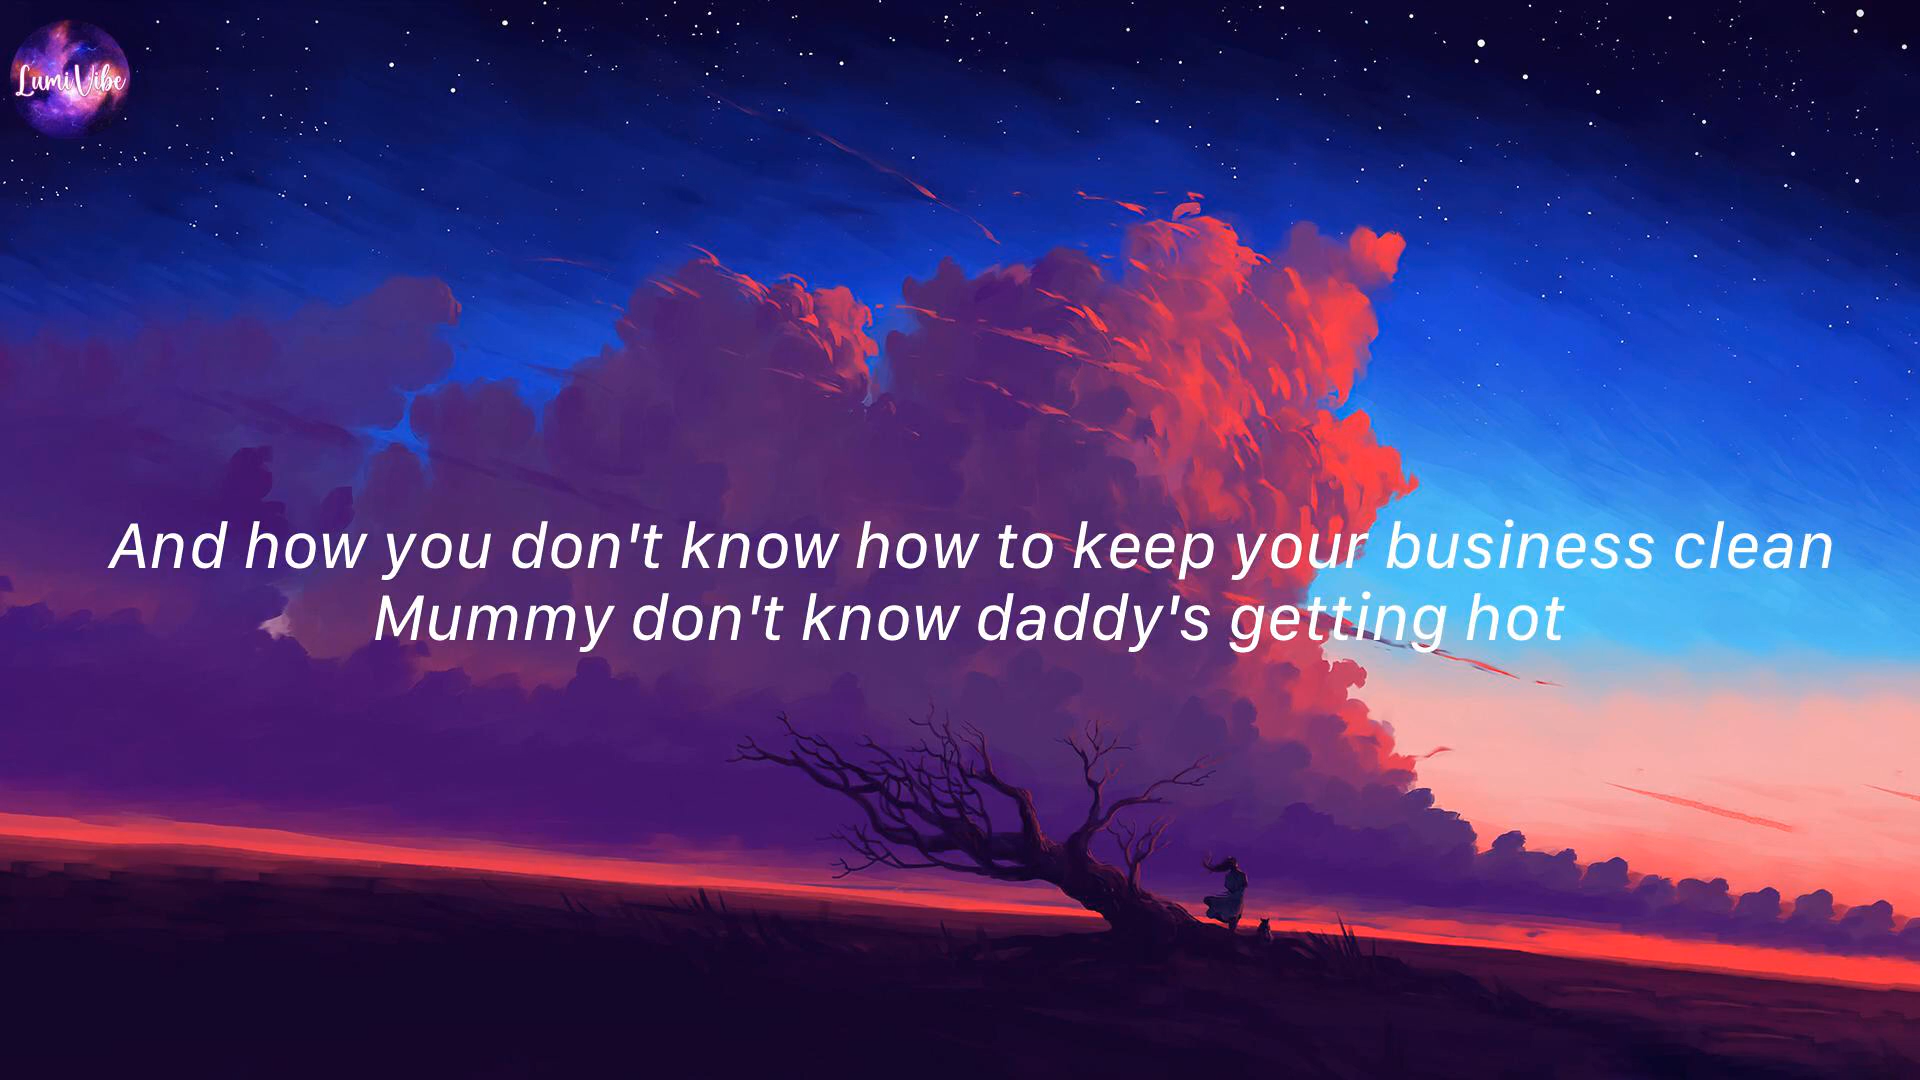 LumiVibe
And how you don't know how to keep your business clean
Mummy don't know daddy's getting hot